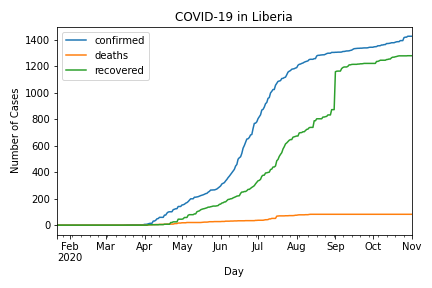 COVID-19 in Liberia
confirmed
deaths
recovered
Number of Cases
1400
1200
1000
800
600
400
200
0
Feb Mar Apr May Jun Jul Aug Sep Oct Nov
2020
Day